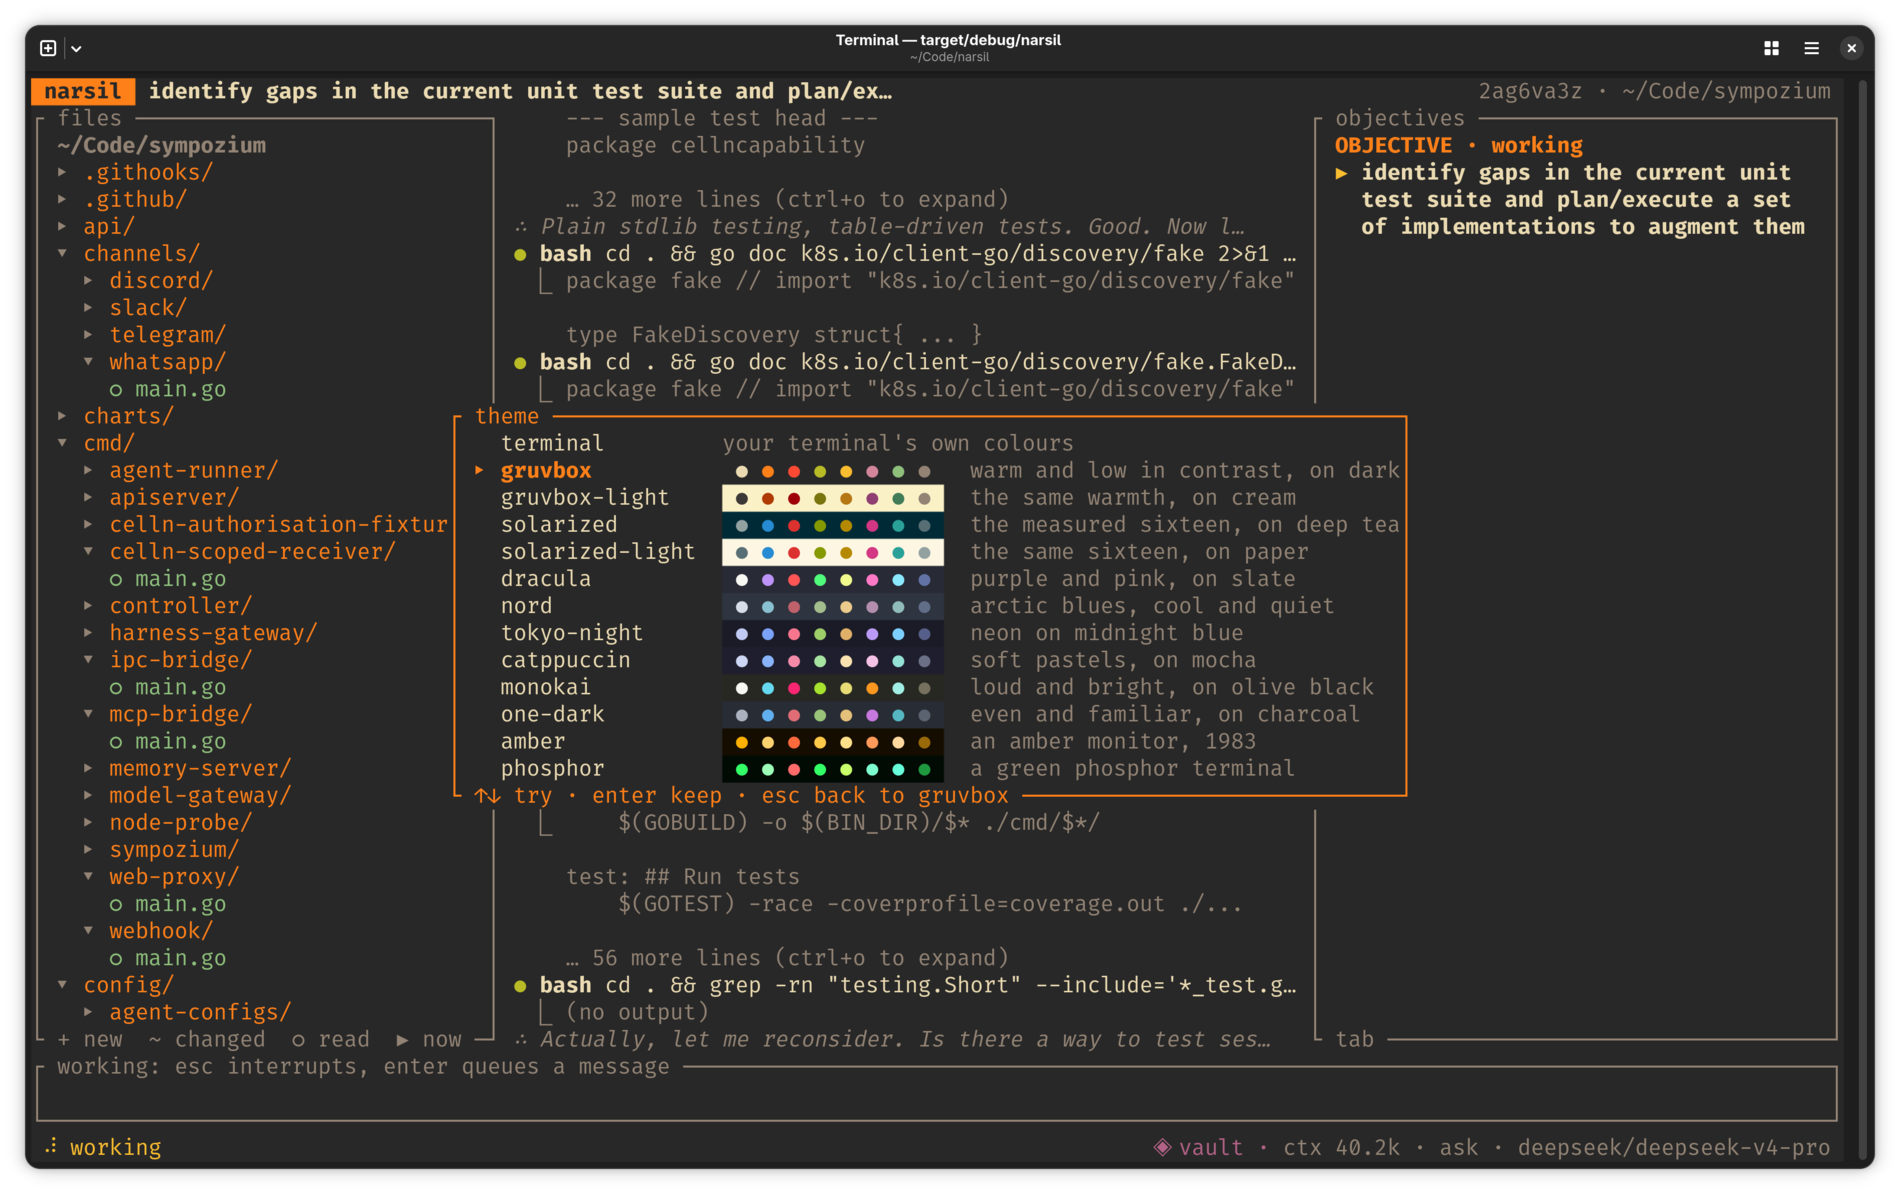 Terminal — target/debug/narsil
~/Code/narsil
narsil identify gaps in the current unit test suite and plan/ex…
2ag6va3z · ~/Code/sympozium
files
~/Code/sympozium
▸ .githooks/
▸ .github/
▸ api/
▾ channels/
▸ discord/
▸ slack/
▸ telegram/
▾ whatsapp/
○ main.go
▸ charts/
▾ cmd/
▸ agent-runner/
▸ apiserver/
▸ celln-authorisation-fixtur
▾ celln-scoped-receiver/
○ main.go
▸ controller/
▸ harness-gateway/
▾ ipc-bridge/
○ main.go
▾ mcp-bridge/
○ main.go
▸ memory-server/
▸ model-gateway/
▸ node-probe/
▸ sympozium/
▾ web-proxy/
○ main.go
▾ webhook/
○ main.go
▾ config/
▸ agent-configs/
+ new ~ changed ○ read ▶ now
--- sample test head ---
package cellncapability
… 32 more lines (ctrl+o to expand)
∴ Plain stdlib testing, table-driven tests. Good. Now l…
● bash cd . && go doc k8s.io/client-go/discovery/fake 2>&1 …
package fake // import "k8s.io/client-go/discovery/fake"
type FakeDiscovery struct{ ... }
● bash cd . && go doc k8s.io/client-go/discovery/fake.FakeD…
package fake // import "k8s.io/client-go/discovery/fake"
theme
terminal your terminal's own colours
▸ gruvbox warm and low in contrast, on dark
gruvbox-light the same warmth, on cream
solarized the measured sixteen, on deep tea
solarized-light the same sixteen, on paper
dracula purple and pink, on slate
nord arctic blues, cool and quiet
tokyo-night neon on midnight blue
catppuccin soft pastels, on mocha
monokai loud and bright, on olive black
one-dark even and familiar, on charcoal
amber an amber monitor, 1983
phosphor a green phosphor terminal
↑↓ try · enter keep · esc back to gruvbox
$(GOBUILD) -o $(BIN_DIR)/$* ./cmd/$*/
test: ## Run tests
$(GOTEST) -race -coverprofile=coverage.out ./...
… 56 more lines (ctrl+o to expand)
● bash cd . && grep -rn "testing.Short" --include='*_test.g…
(no output)
∴ Actually, let me reconsider. Is there a way to test ses…
objectives
OBJECTIVE · working
▶ identify gaps in the current unit
test suite and plan/execute a set
of implementations to augment them
tab
working: esc interrupts, enter queues a message
working
◈ vault · ctx 40.2k · ask · deepseek/deepseek-v4-pro